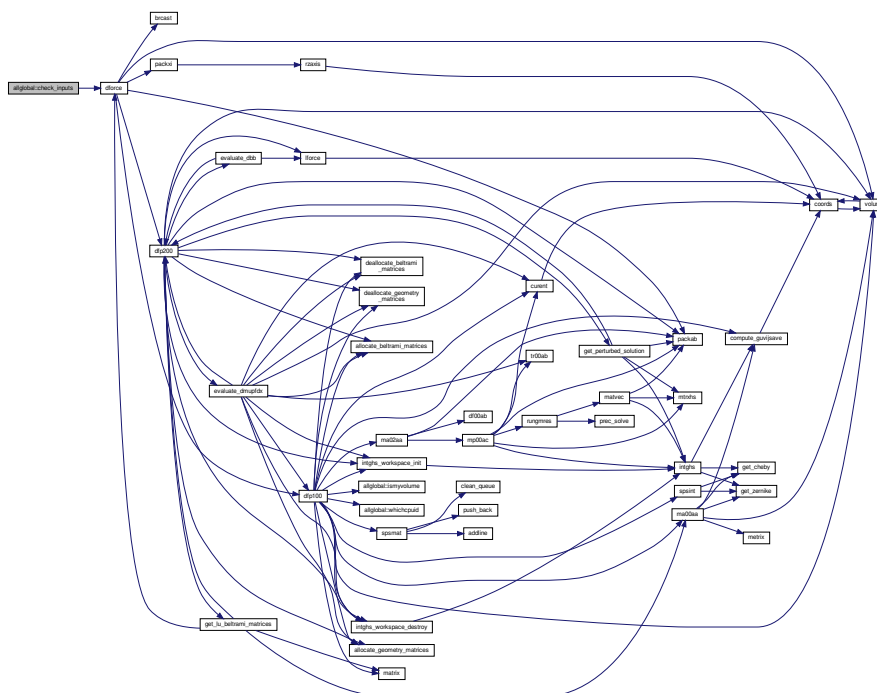 brcast
packxi
rzaxis
allglobal::check_inputs
dforce
evaluate_dbb
lforce
coords
volume
dfp200
deallocate_beltrami
_matrices
deallocate_geometry
_matrices
curent
allocate_beltrami_matrices
get_perturbed_solution
packab
compute_guvijsave
tr00ab
evaluate_dmupfdx
matvec
mtrxhs
df00ab
rungmres
prec_solve
ma02aa
mp00ac
intghs_workspace_init
intghs
get_cheby
allglobal::ismyvolume
clean_queue
spsint
get_zernike
dfp100
allglobal::whichcpuid
push_back
ma00aa
spsmat
addline
metrix
get_lu_beltrami_matrices
intghs_workspace_destroy
allocate_geometry_matrices
matrix